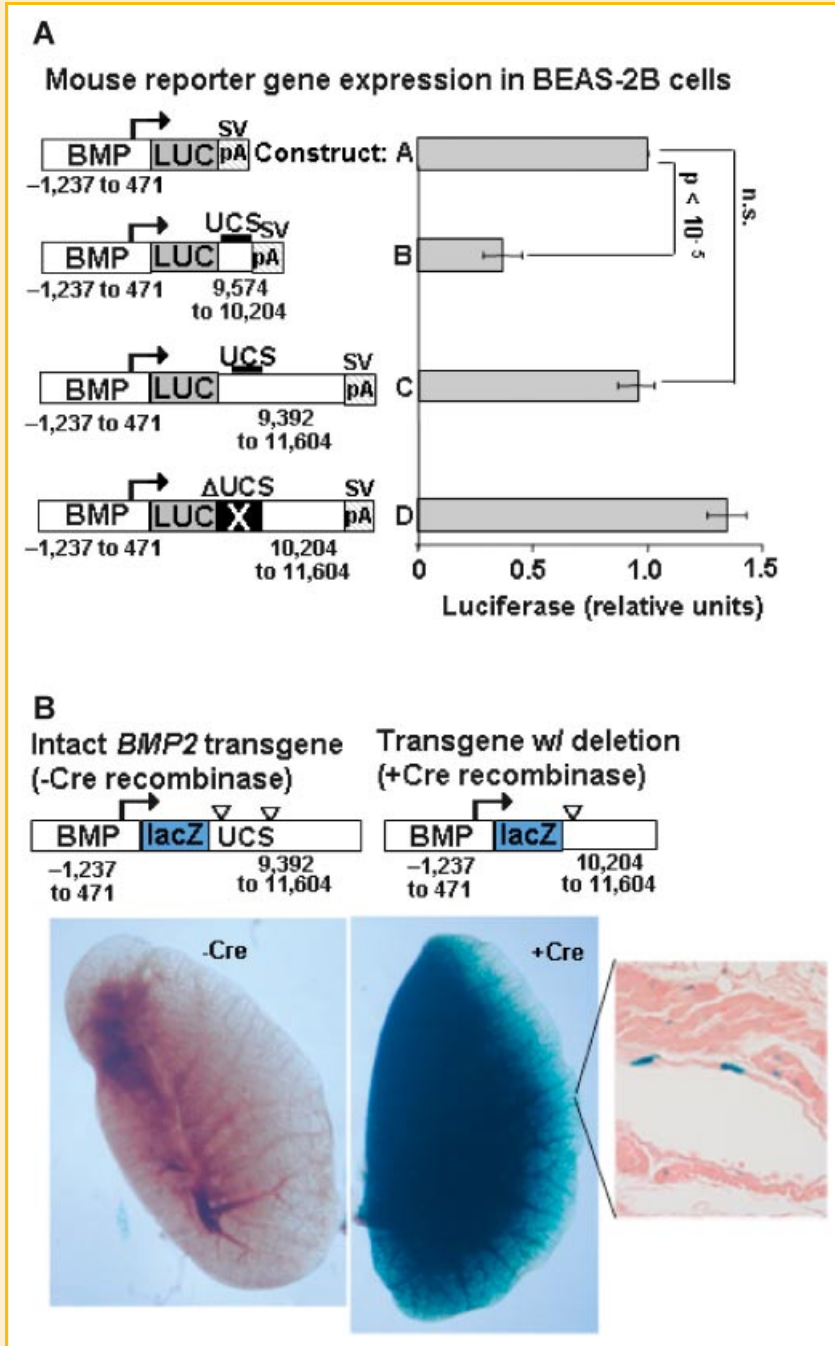 A
Mouse reporter gene expression in BEAS-2B cells
SV
BMP LUC pA Construct: A
–1,237 to 471
UCS SV
BMP LUC pA B
–1,237 to 471 9,574
to 10,204
UCS SV
BMP LUC pA C
–1,237 to 471 9,392
to 11,604
ΔUCS SV
BMP LUC X pA D
–1,237 to 471 10,204
to 11,604
p < 10⁻⁵
n.s.
0 0.5 1.0 1.5
Luciferase (relative units)
B
Intact BMP2 transgene
(-Cre recombinase)
BMP lacZ UCS
–1,237
to 471
9,392
to 11,604
Transgene w/ deletion
(+Cre recombinase)
BMP lacZ
–1,237
to 471
10,204
to 11,604
-Cre
+Cre